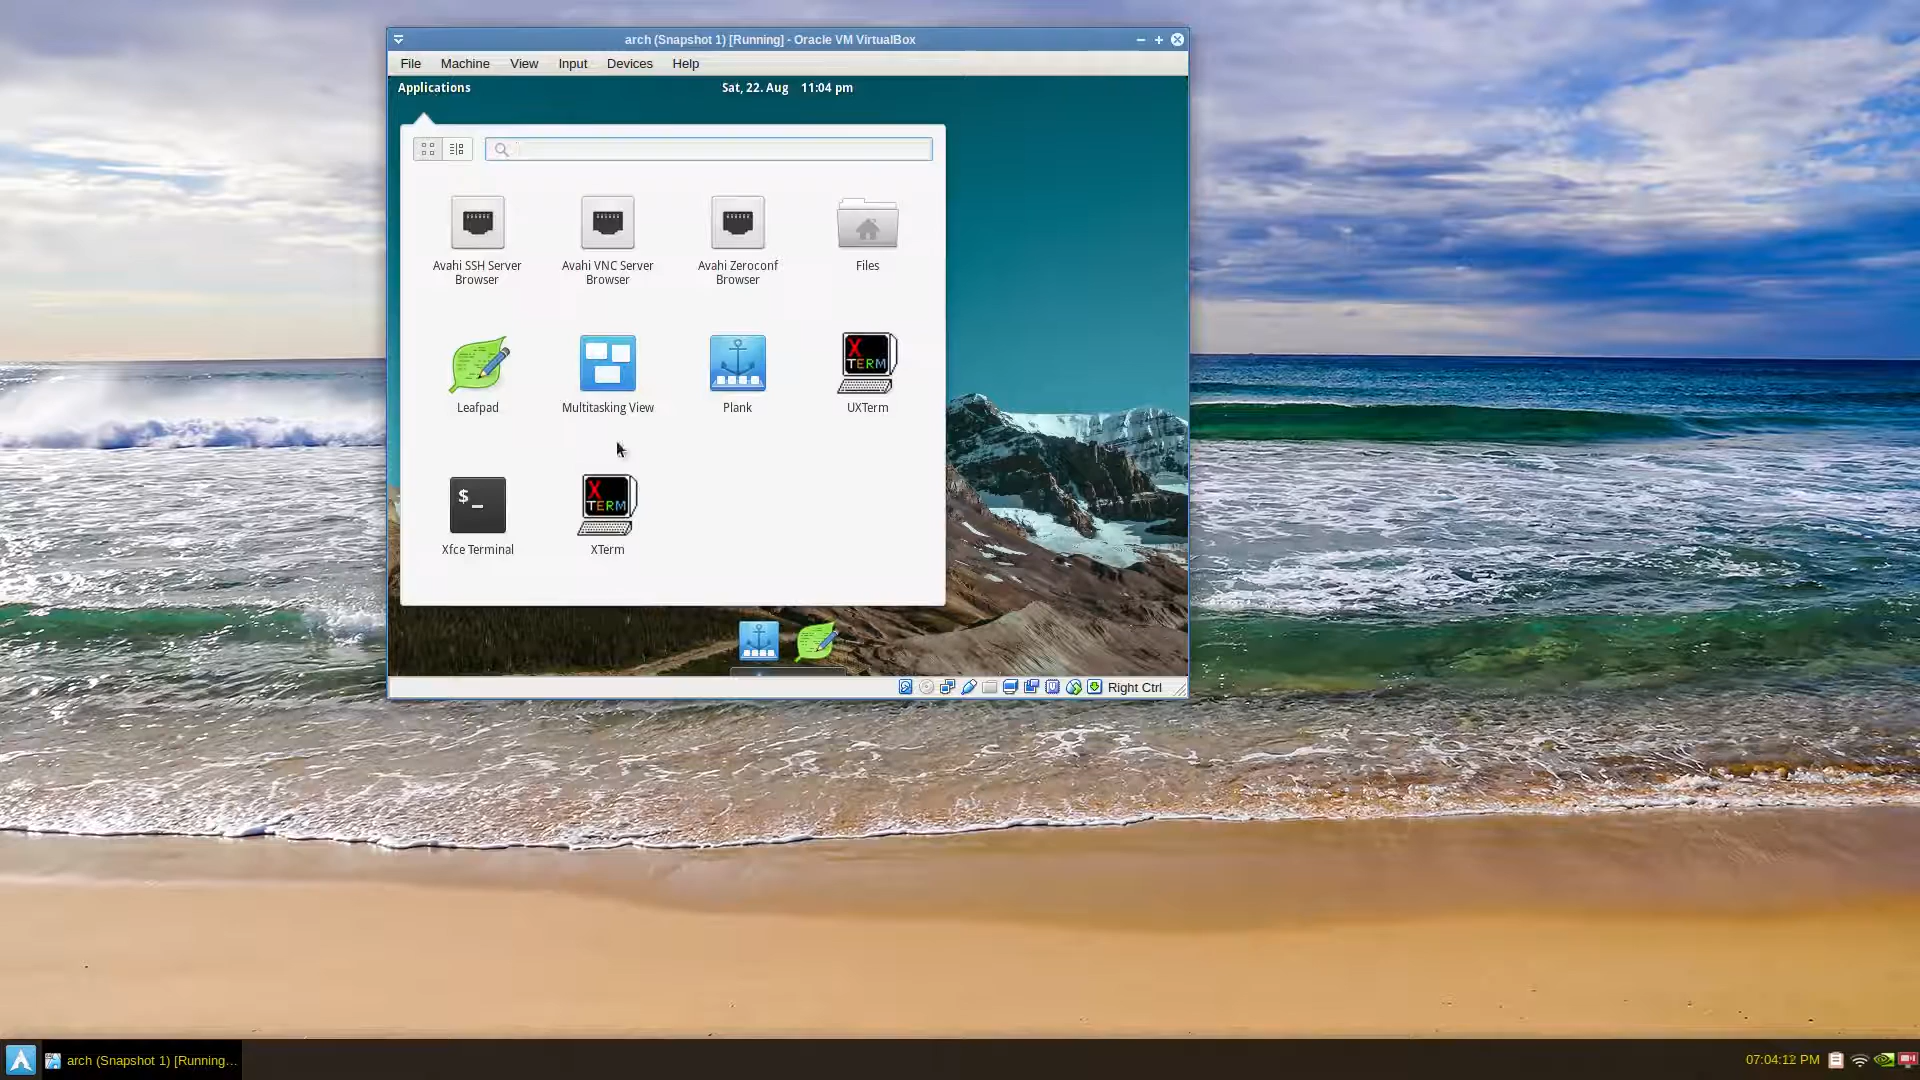 arch (Snapshot 1) [Running] - Oracle VM VirtualBox
File Machine View Input Devices Help
Applications
Sat, 22. Aug 11:04 pm
Avahi SSH Server
Browser
Avahi VNC Server
Browser
Avahi Zeroconf
Browser
Files
Leafpad
Multitasking View
Plank
X
TERM
UXTerm
$ _
Xfce Terminal
X
TERM
XTerm
Right Ctrl
arch (Snapshot 1) [Running...
07:04:12 PM